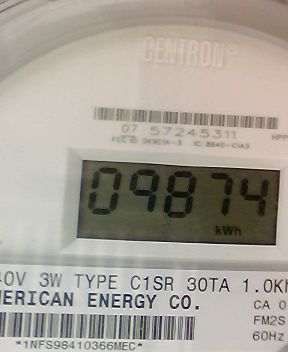 CENTRON®
07 57245311
09874
kWh
40V 3W TYPE C1SR 30TA 1.0Kh
MERICAN ENERGY CO.
CA 0
FM2S
60Hz
*1NFS98410366MEC*